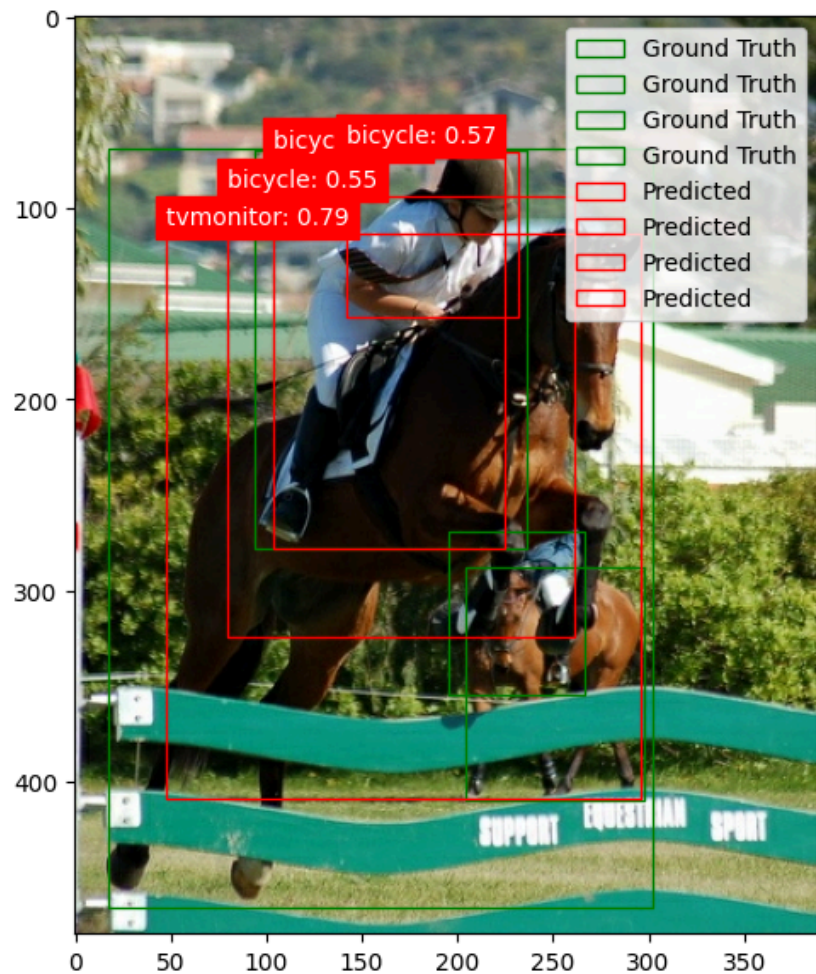 0
100
200
300
400
0
50
100
150
200
250
300
350
Ground Truth
Ground Truth
Ground Truth
Ground Truth
Predicted
Predicted
Predicted
Predicted
bicyc
bicycle: 0.57
bicycle: 0.55
tvmonitor: 0.79
SUPPORT EQUESTRIAN SPORT